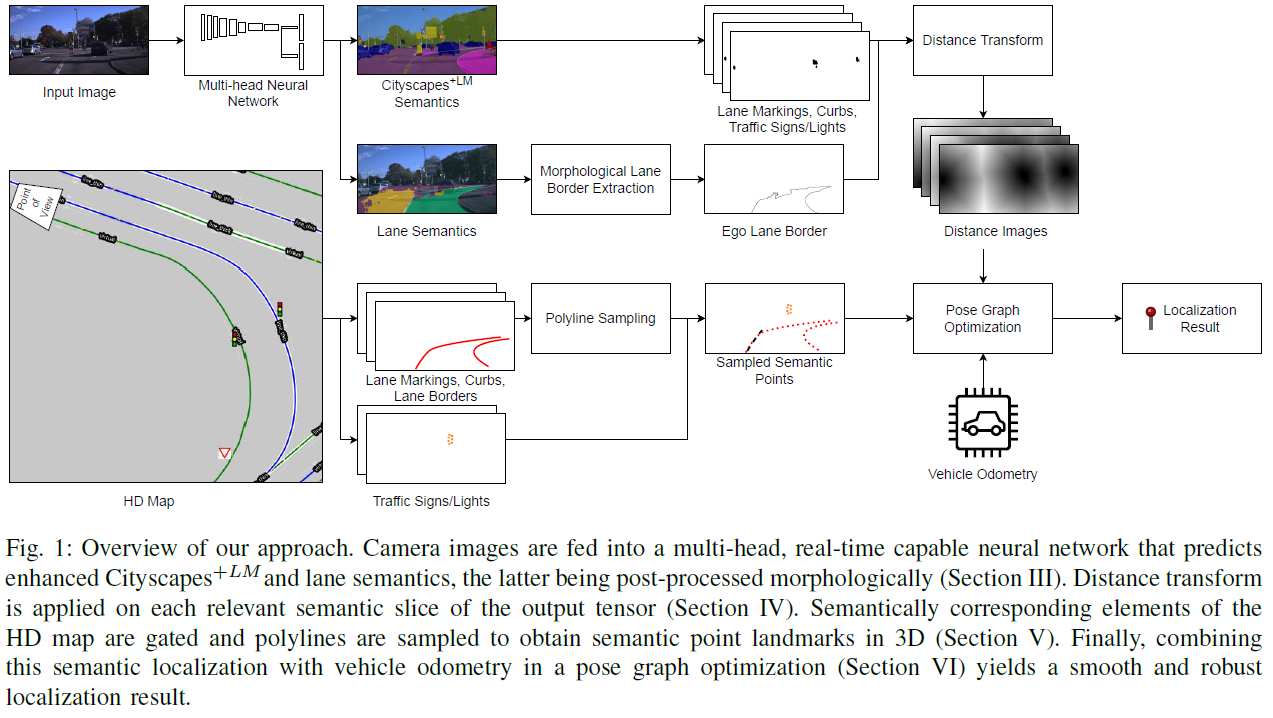 Input Image
Multi-head Neural
Network
Cityscapes+LM
Semantics
Lane Markings, Curbs,
Traffic Signs/Lights
Distance Transform
Lane Semantics
Morphological Lane
Border Extraction
Ego Lane Border
Distance Images
Point
of
View
HD Map
Lane Markings, Curbs,
Lane Borders
Polyline Sampling
Sampled Semantic
Points
Traffic Signs/Lights
Pose Graph
Optimization
Localization
Result
Vehicle Odometry
Fig. 1: Overview of our approach. Camera images are fed into a multi-head, real-time capable neural network that predicts
enhanced Cityscapes+LM and lane semantics, the latter being post-processed morphologically (Section III). Distance transform
is applied on each relevant semantic slice of the output tensor (Section IV). Semantically corresponding elements of the
HD map are gated and polylines are sampled to obtain semantic point landmarks in 3D (Section V). Finally, combining
this semantic localization with vehicle odometry in a pose graph optimization (Section VI) yields a smooth and robust
localization result.